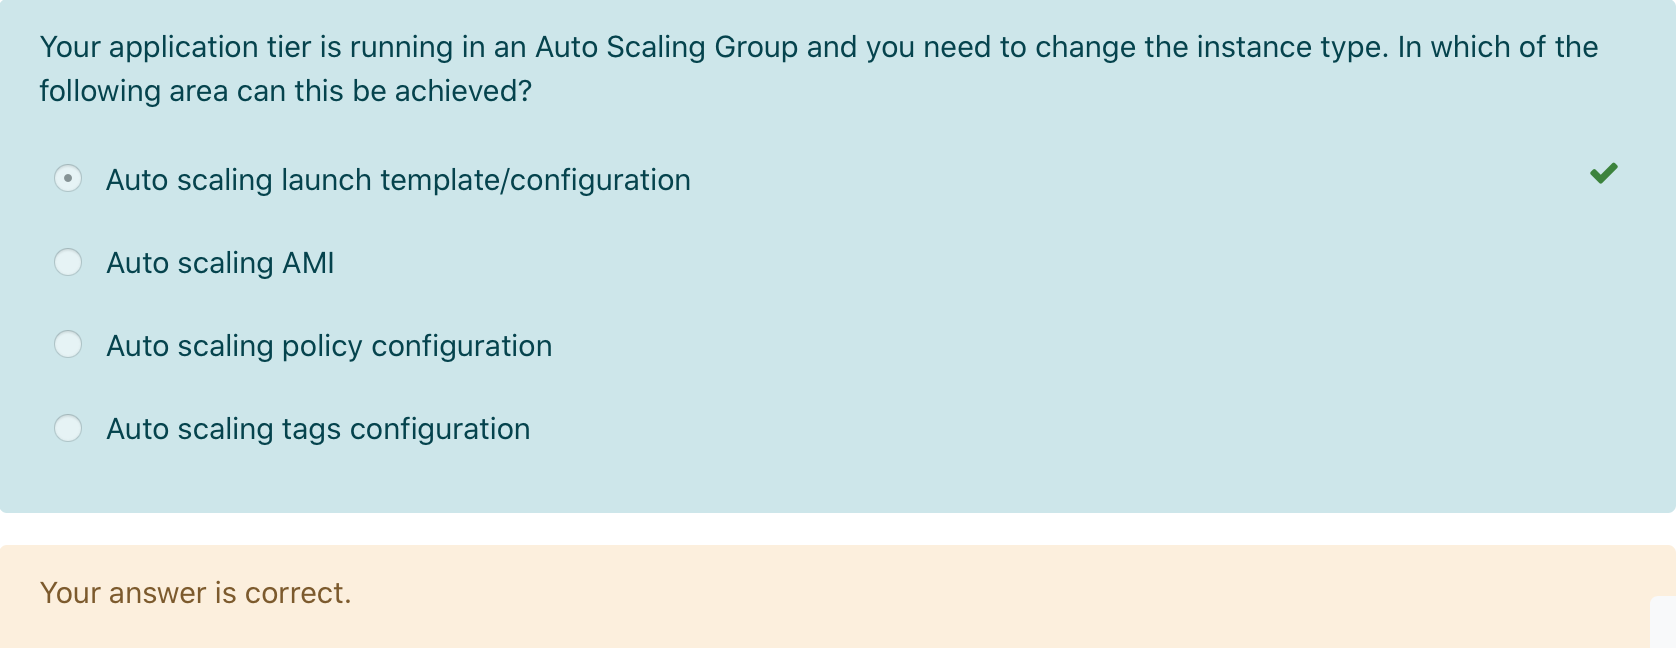 Your application tier is running in an Auto Scaling Group and you need to change the instance type. In which of the
following area can this be achieved?
Auto scaling launch template/configuration
Auto scaling AMI
Auto scaling policy configuration
Auto scaling tags configuration
Your answer is correct.